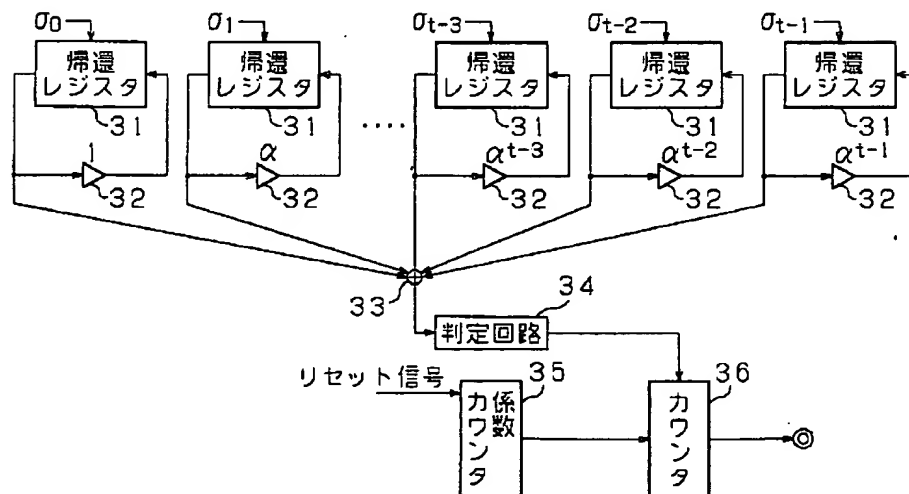 σ0 σ1 σt-3 σt-2 σt-1
帰還 帰還 帰還 帰還 帰還
レジスタ レジスタ レジスタ レジスタ レジスタ
31 31 31 31 31
1 α ‥‥ αt-3 αt-2 αt-1
32 32 32 32 32
33
34
判定回路
リセット信号
35
36
係数カウンタ
カウンタ